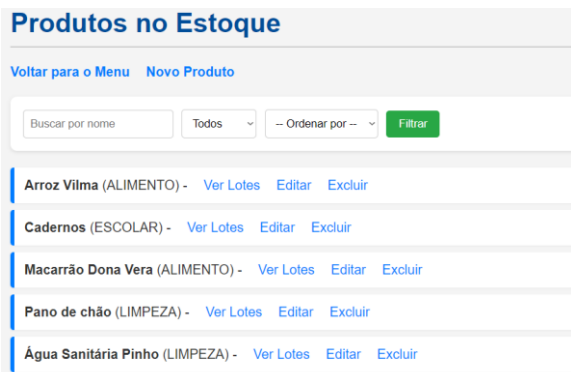 Produtos no Estoque
Voltar para o Menu Novo Produto
Buscar por nome Todos -- Ordenar por -- Filtrar
Arroz Vilma (ALIMENTO) - Ver Lotes Editar Excluir
Cadernos (ESCOLAR) - Ver Lotes Editar Excluir
Macarrão Dona Vera (ALIMENTO) - Ver Lotes Editar Excluir
Pano de chão (LIMPEZA) - Ver Lotes Editar Excluir
Água Sanitária Pinho (LIMPEZA) - Ver Lotes Editar Excluir